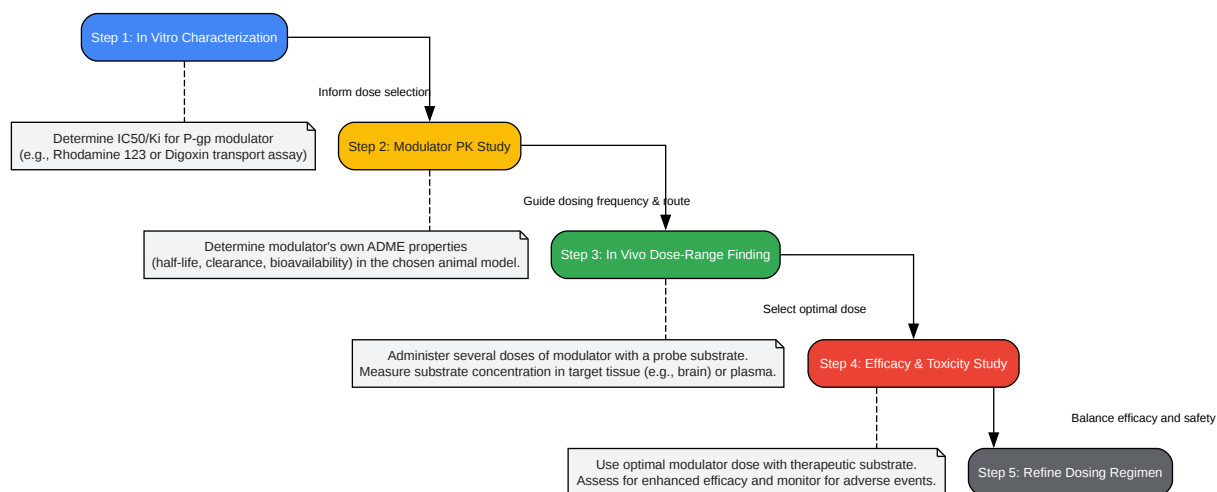 Step 1: In Vitro Characterization
Inform dose selection
Determine IC50/Ki for P-gp modulator
(e.g., Rhodamine 123 or Digoxin transport assay)
Step 2: Modulator PK Study
Guide dosing frequency & route
Determine modulator's own ADME properties
(half-life, clearance, bioavailability) in the chosen animal model.
Step 3: In Vivo Dose-Range Finding
Select optimal dose
Administer several doses of modulator with a probe substrate.
Measure substrate concentration in target tissue (e.g., brain) or plasma.
Step 4: Efficacy & Toxicity Study
Balance efficacy and safety
Use optimal modulator dose with therapeutic substrate.
Assess for enhanced efficacy and monitor for adverse events.
Step 5: Refine Dosing Regimen